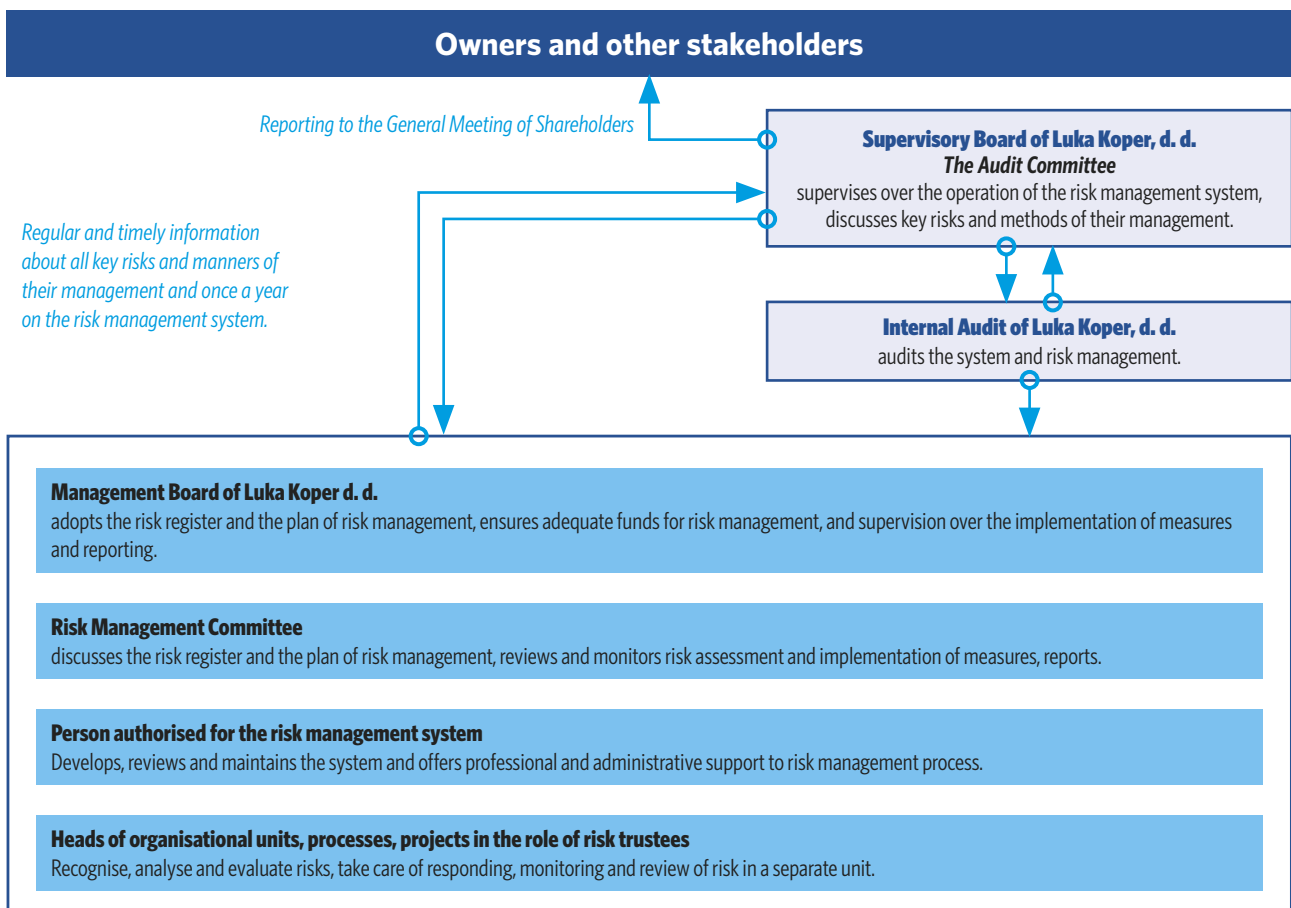 Owners and other stakeholders
Reporting to the General Meeting of Shareholders
Supervisory Board of Luka Koper, d. d.
The Audit Committee
supervises over the operation of the risk management system,
discusses key risks and methods of their management.
Regular and timely information
about all key risks and manners of
their management and once a year
on the risk management system.
Internal Audit of Luka Koper, d. d.
audits the system and risk management.
Management Board of Luka Koper d. d.
adopts the risk register and the plan of risk management, ensures adequate funds for risk management, and supervision over the implementation of measures
and reporting.
Risk Management Committee
discusses the risk register and the plan of risk management, reviews and monitors risk assessment and implementation of measures, reports.
Person authorised for the risk management system
Develops, reviews and maintains the system and offers professional and administrative support to risk management process.
Heads of organisational units, processes, projects in the role of risk trustees
Recognise, analyse and evaluate risks, take care of responding, monitoring and review of risk in a separate unit.